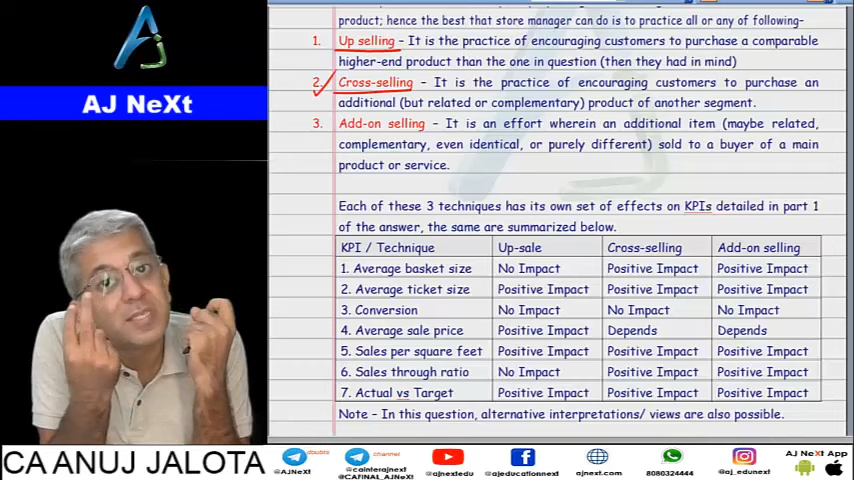 product; hence the best that store manager can do is to practice all or any of following-
1. Up selling – It is the practice of encouraging customers to purchase a comparable
higher-end product than the one in question (then they had in mind)
2. Cross-selling – It is the practice of encouraging customers to purchase an
additional (but related or complementary) product of another segment.
3. Add-on selling – It is an effort wherein an additional item (maybe related,
complementary, even identical, or purely different) sold to a buyer of a main
product or service.
Each of these 3 techniques has its own set of effects on KPIs detailed in part 1
of the answer, the same are summarized below.
KPI / Technique Up-sale Cross-selling Add-on selling
1. Average basket size No Impact Positive Impact Positive Impact
2. Average ticket size Positive Impact Positive Impact Positive Impact
3. Conversion No Impact No Impact No Impact
4. Average sale price Positive Impact Depends Depends
5. Sales per square feet Positive Impact Positive Impact Positive Impact
6. Sales through ratio No Impact Positive Impact Positive Impact
7. Actual vs Target Positive Impact Positive Impact Positive Impact
Note – In this question, alternative interpretations/ views are also possible.
AJ NeXt
CA ANUJ JALOTA
doubts
@AJNeXt
channel
@cainterajnext
@CAFINAL_AJNeXt
@ajnextedu
@ajeducationnext
ajnext.com
8080324444
@aj_edunext
AJ NeXt App